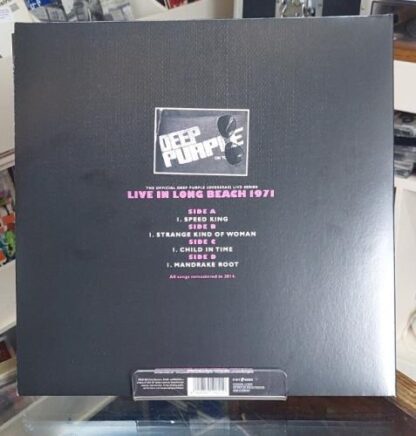 DEEP
PURPLE
THE OFFICIAL DEEP PURPLE (OVERSEAS) LIVE SERIES
LIVE IN LONG BEACH 1971
SIDE A
1. SPEED KING
SIDE B
1. STRANGE KIND OF WOMAN
SIDE C
1. CHILD IN TIME
SIDE D
1. MANDRAKE ROOT
All songs remastered in 2014.